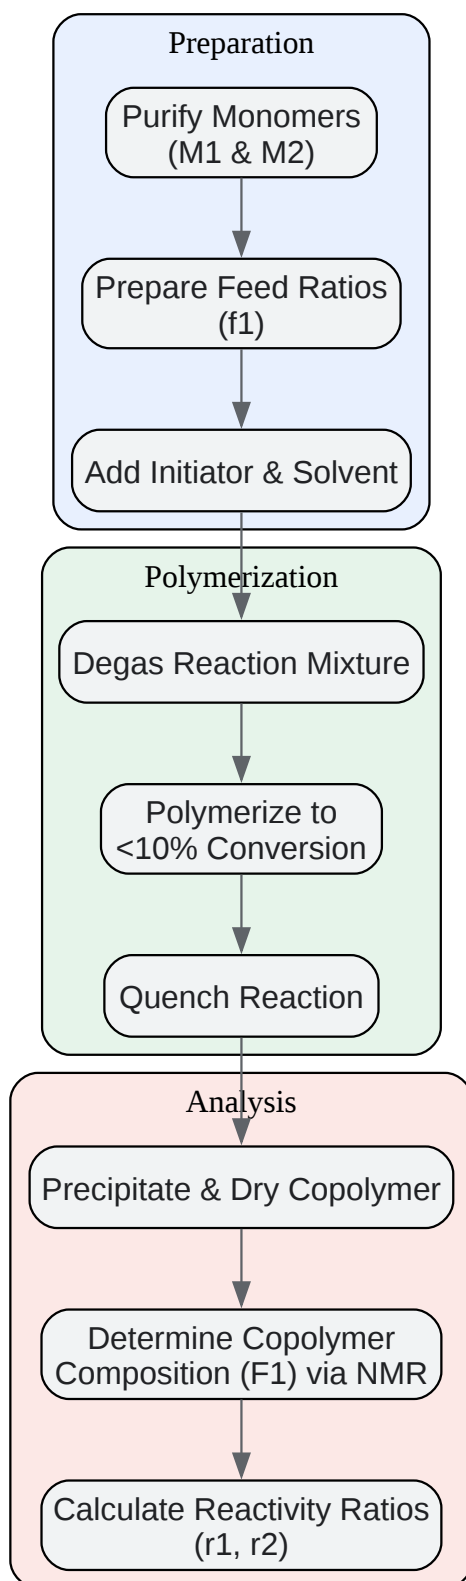 Preparation
Purify Monomers
(M1 & M2)
Prepare Feed Ratios
(f1)
Add Initiator & Solvent
Polymerization
Degas Reaction Mixture
Polymerize to
<10% Conversion
Quench Reaction
Analysis
Precipitate & Dry Copolymer
Determine Copolymer
Composition (F1) via NMR
Calculate Reactivity Ratios
(r1, r2)